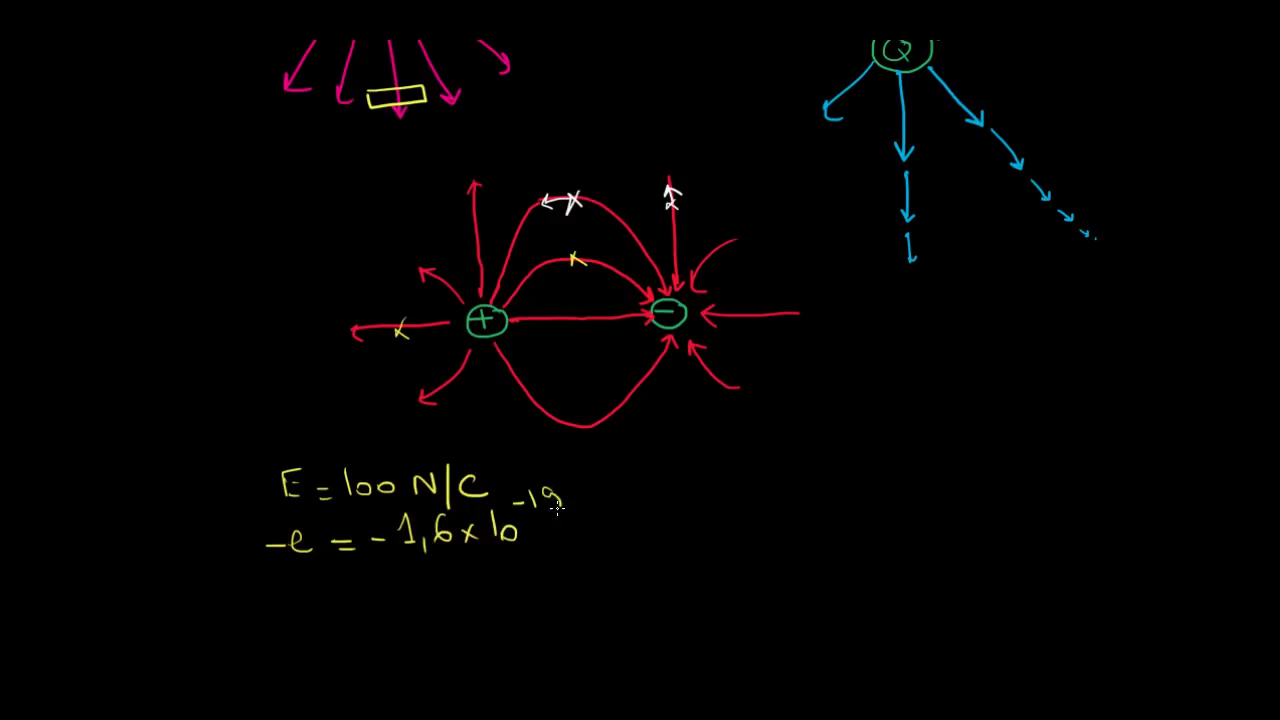 Q
+ −
E = 100 N/C
-e = -1,6 × 10⁻¹⁹